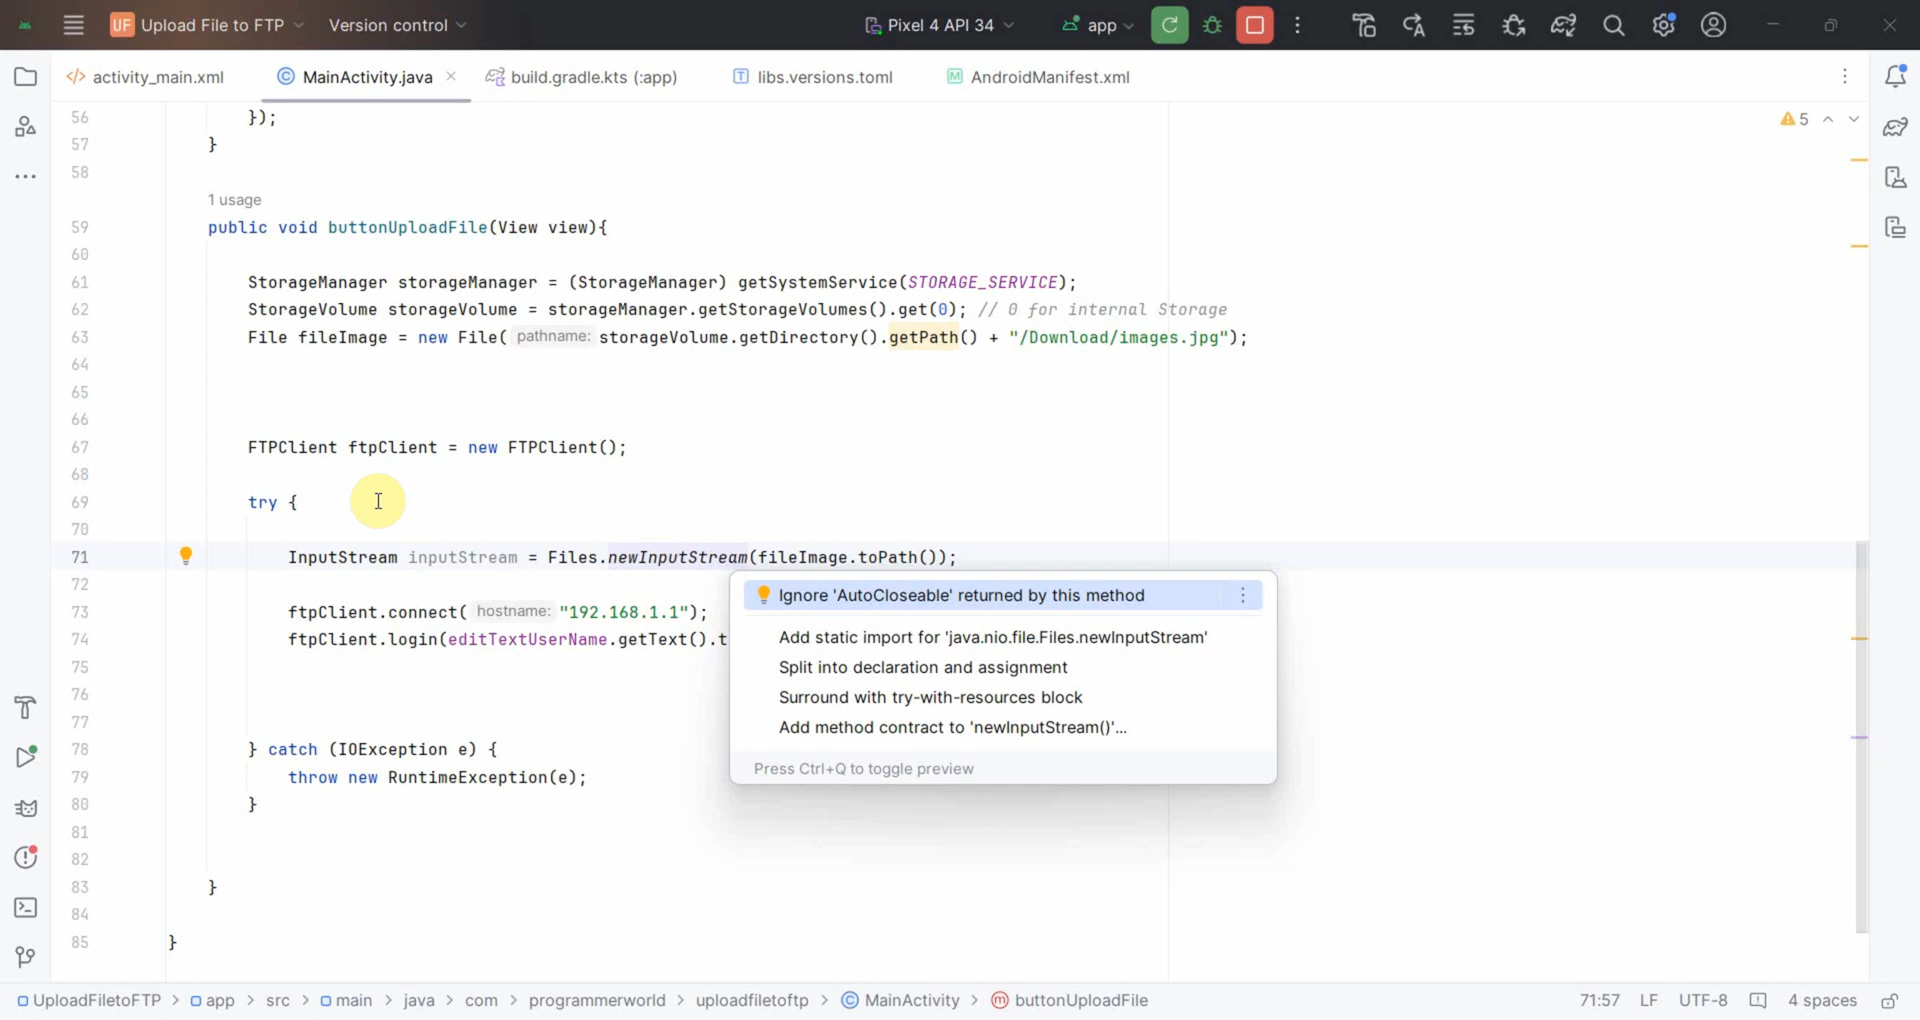 UF Upload File to FTP Version control Pixel 4 API 34 app
activity_main.xml MainActivity.java build.gradle.kts (:app) libs.versions.toml AndroidManifest.xml
56 });
5
57 }
58
1 usage
59 public void buttonUploadFile(View view){
60
61 StorageManager storageManager = (StorageManager) getSystemService(STORAGE_SERVICE);
62 StorageVolume storageVolume = storageManager.getStorageVolumes().get(0); // 0 for internal Storage
63 File fileImage = new File( pathname: storageVolume.getDirectory().getPath() + "/Download/images.jpg");
64
65
66
67 FTPClient ftpClient = new FTPClient();
68
69 try {
70
71 InputStream inputStream = Files.newInputStream(fileImage.toPath());
72
73 ftpClient.connect( hostname: "192.168.1.1");
74 ftpClient.login(editTextUserName.getText().t
75
76
77
78 } catch (IOException e) {
79 throw new RuntimeException(e);
80 }
81
82
83 }
84
85 }
Ignore 'AutoCloseable' returned by this method
Add static import for 'java.nio.file.Files.newInputStream'
Split into declaration and assignment
Surround with try-with-resources block
Add method contract to 'newInputStream()'...
Press Ctrl+Q to toggle preview
UploadFiletoFTP > app > src > main > java > com > programmerworld > uploadfiletoftp > MainActivity > buttonUploadFile 71:57 LF UTF-8 4 spaces